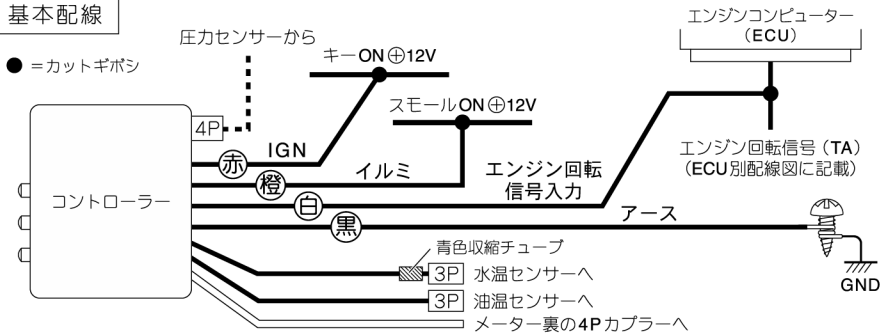 基本配線
● =カットギボシ
圧力センサーから
キーON⊕12V
スモールON⊕12V
エンジンコンピューター
(ECU)
4P
赤
IGN
橙
イルミ
白
エンジン回転
信号入力
エンジン回転信号(TA)
(ECU別配線図に記載)
コントローラー
黒
アース
青色収縮チューブ
3P
水温センサーへ
3P
油温センサーへ
メーター裏の4Pカプラーへ
GND